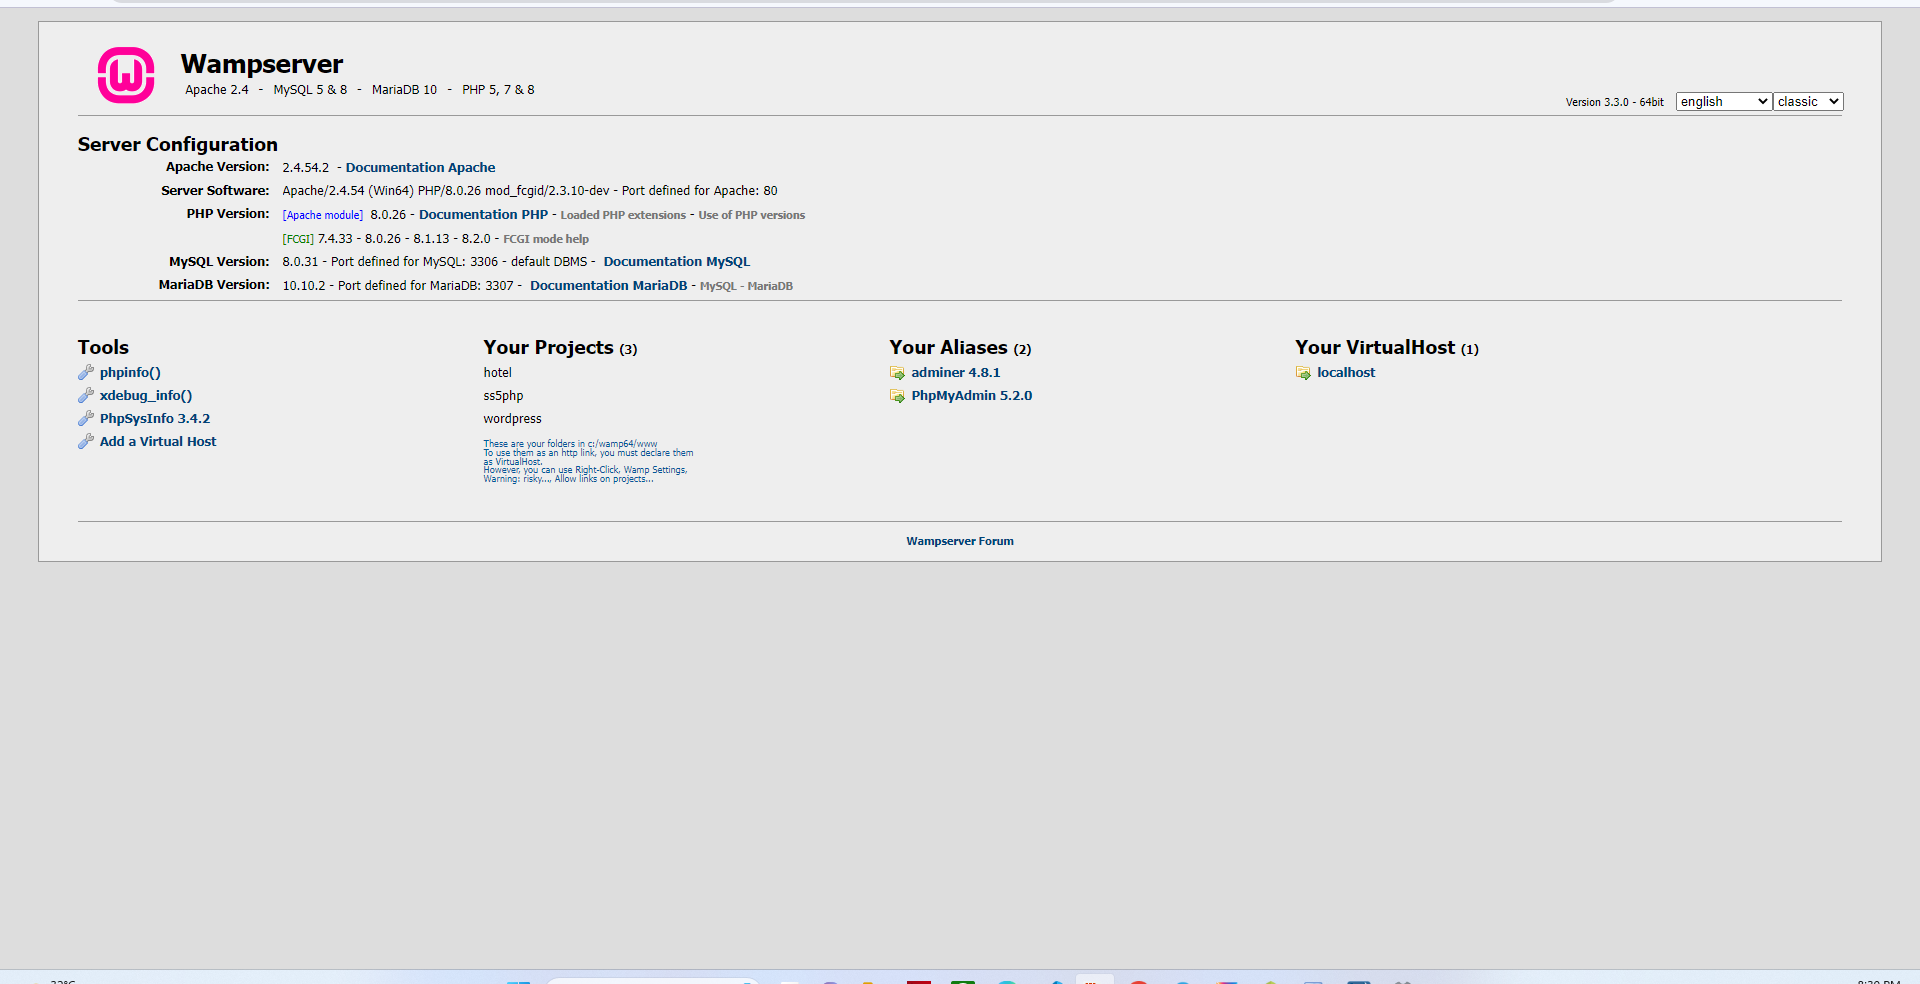 Wampserver
Apache 2.4 - MySQL 5 & 8 - MariaDB 10 - PHP 5, 7 & 8
Version 3.3.0 - 64bit english classic
Server Configuration
Apache Version: 2.4.54.2 - Documentation Apache
Server Software: Apache/2.4.54 (Win64) PHP/8.0.26 mod_fcgid/2.3.10-dev - Port defined for Apache: 80
PHP Version: [Apache module] 8.0.26 - Documentation PHP - Loaded PHP extensions - Use of PHP versions
[FCGI] 7.4.33 - 8.0.26 - 8.1.13 - 8.2.0 - FCGI mode help
MySQL Version: 8.0.31 - Port defined for MySQL: 3306 - default DBMS - Documentation MySQL
MariaDB Version: 10.10.2 - Port defined for MariaDB: 3307 - Documentation MariaDB - MySQL - MariaDB
Tools
phpinfo()
xdebug_info()
PhpSysInfo 3.4.2
Add a Virtual Host
Your Projects (3)
hotel
ss5php
wordpress
These are your folders in c:/wamp64/www
To use them as an http link, you must declare them
as VirtualHost.
However, you can use Right-Click, Wamp Settings,
Warning: risky..., Allow links on projects...
Your Aliases (2)
adminer 4.8.1
PhpMyAdmin 5.2.0
Your VirtualHost (1)
localhost
Wampserver Forum